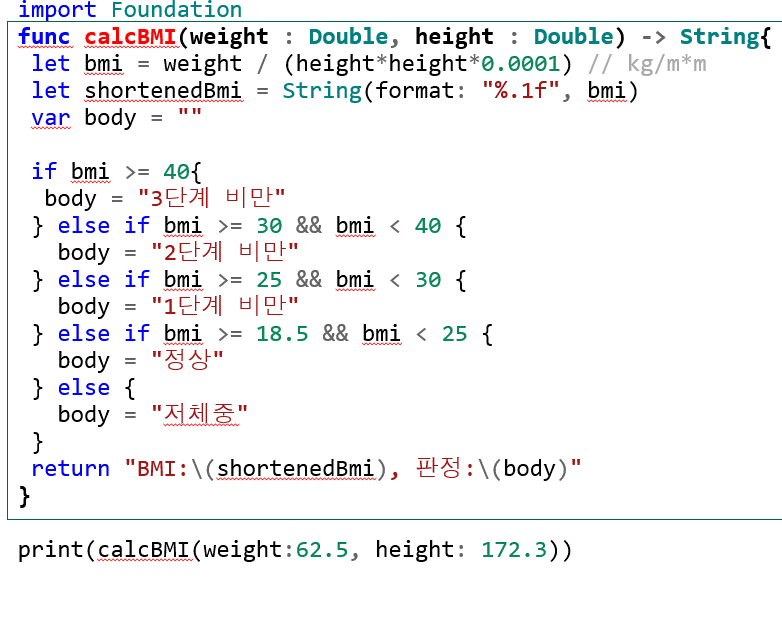 import Foundation
func calcBMI(weight : Double, height : Double) -> String{
let bmi = weight / (height*height*0.0001) // kg/m*m
let shortenedBmi = String(format: "%.1f", bmi)
var body = ""
if bmi >= 40{
body = "3단계 비만"
} else if bmi >= 30 && bmi < 40 {
body = "2단계 비만"
} else if bmi >= 25 && bmi < 30 {
body = "1단계 비만"
} else if bmi >= 18.5 && bmi < 25 {
body = "정상"
} else {
body = "저체중"
}
return "BMI:\(shortenedBmi), 판정:\(body)"
}
print(calcBMI(weight:62.5, height: 172.3))